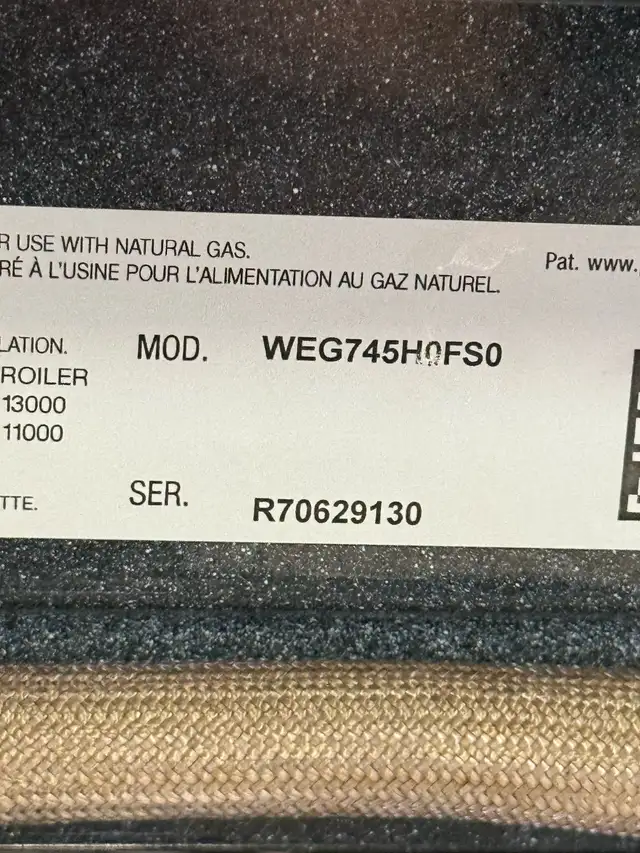 R USE WITH NATURAL GAS.
RÉ À L'USINE POUR L'ALIMENTATION AU GAZ NATUREL.
Pat. www.
LATION.
ROILER
13000
11000
MOD. WEG745H0FS0
TTE.
SER. R70629130